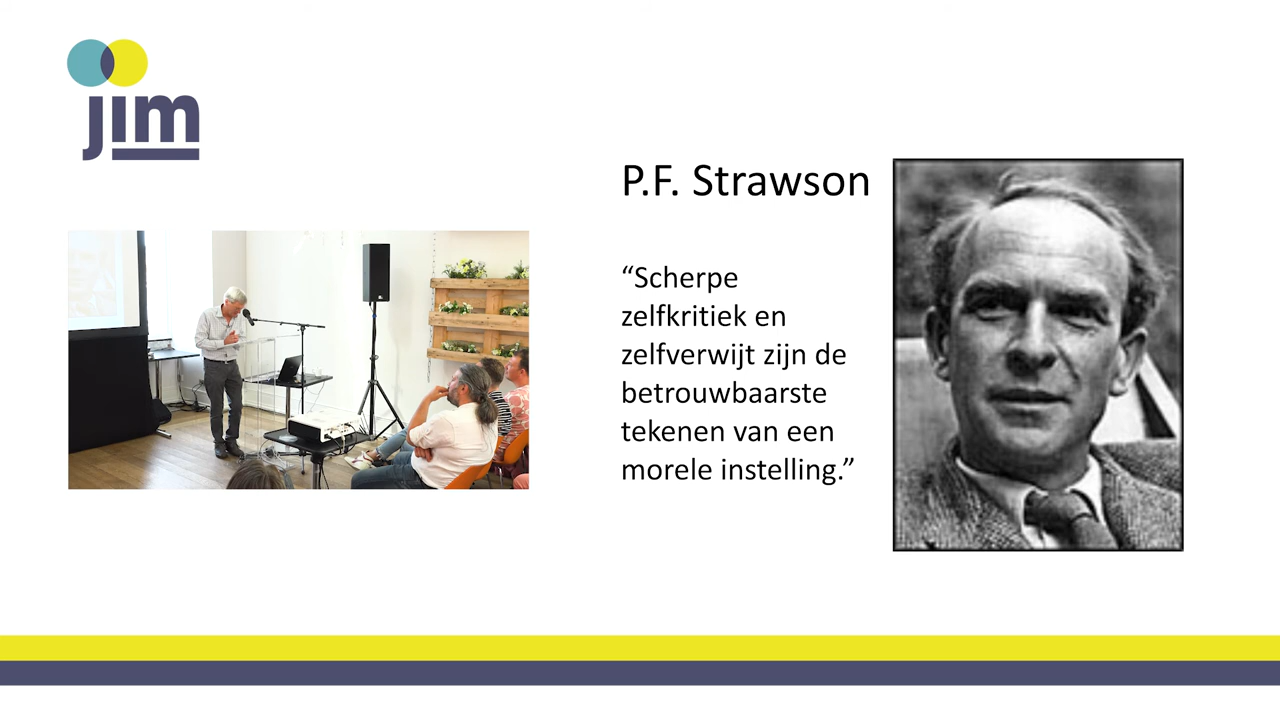 jim
P.F. Strawson
“Scherpe
zelfkritiek en
zelfverwijt zijn de
betrouwbaarste
tekenen van een
morele instelling.”